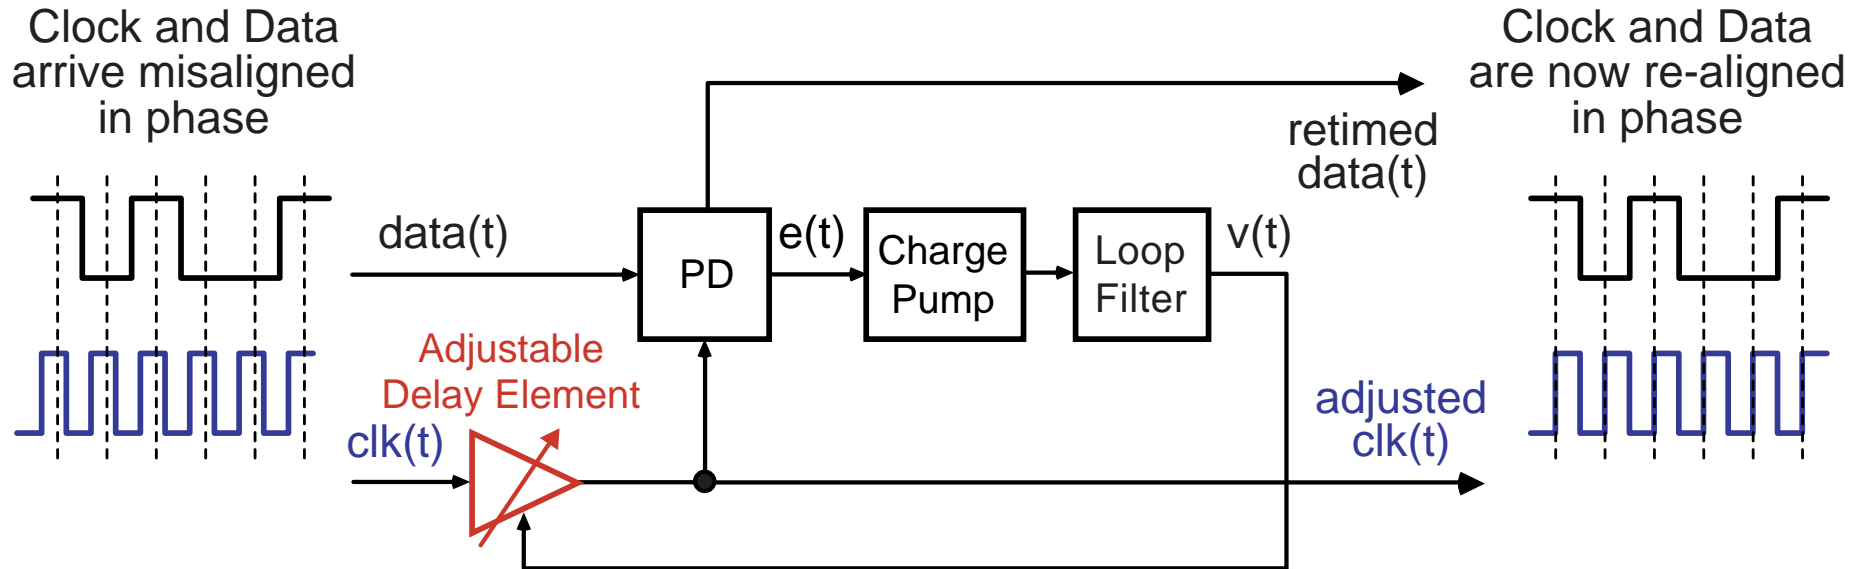 Clock and Data
arrive misaligned
in phase
Clock and Data
are now re-aligned
in phase
retimed
data(t)
data(t)
PD
e(t)
Charge
Pump
Loop
Filter
v(t)
Adjustable
Delay Element
clk(t)
adjusted
clk(t)